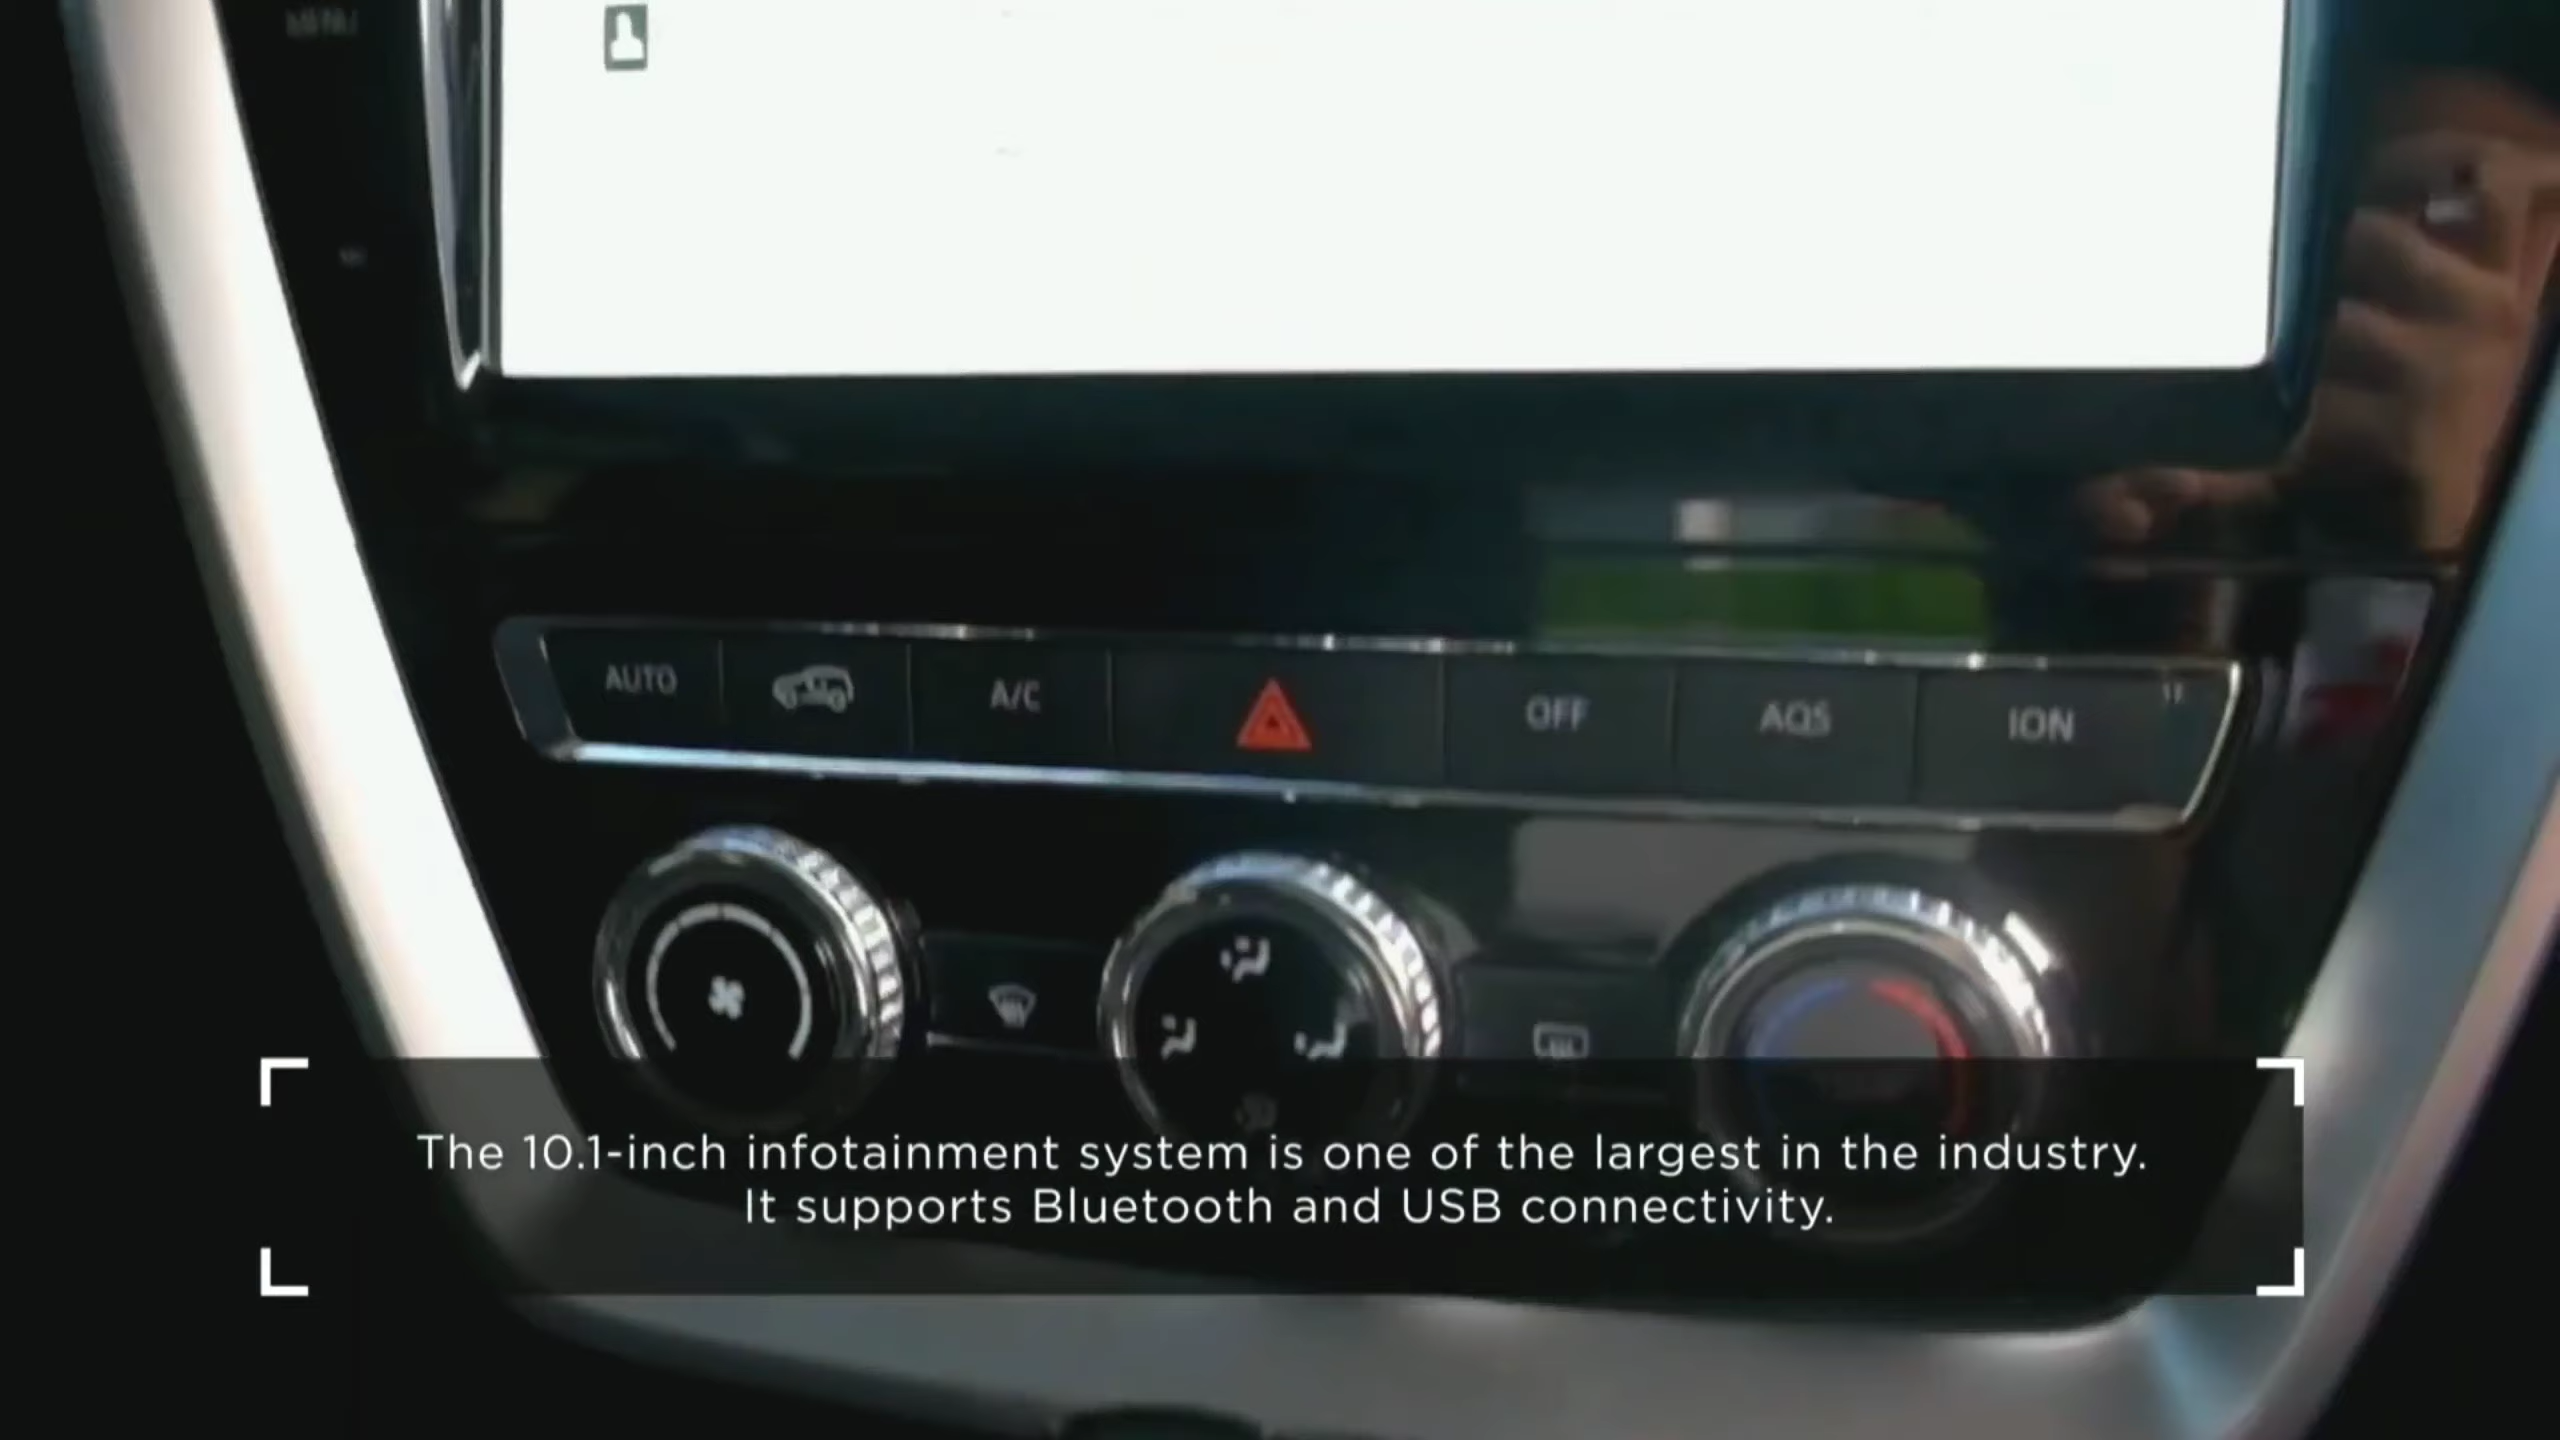 MENU
AUTO
A/C
OFF
AQS
ION
The 10.1-inch infotainment system is one of the largest in the industry.
It supports Bluetooth and USB connectivity.